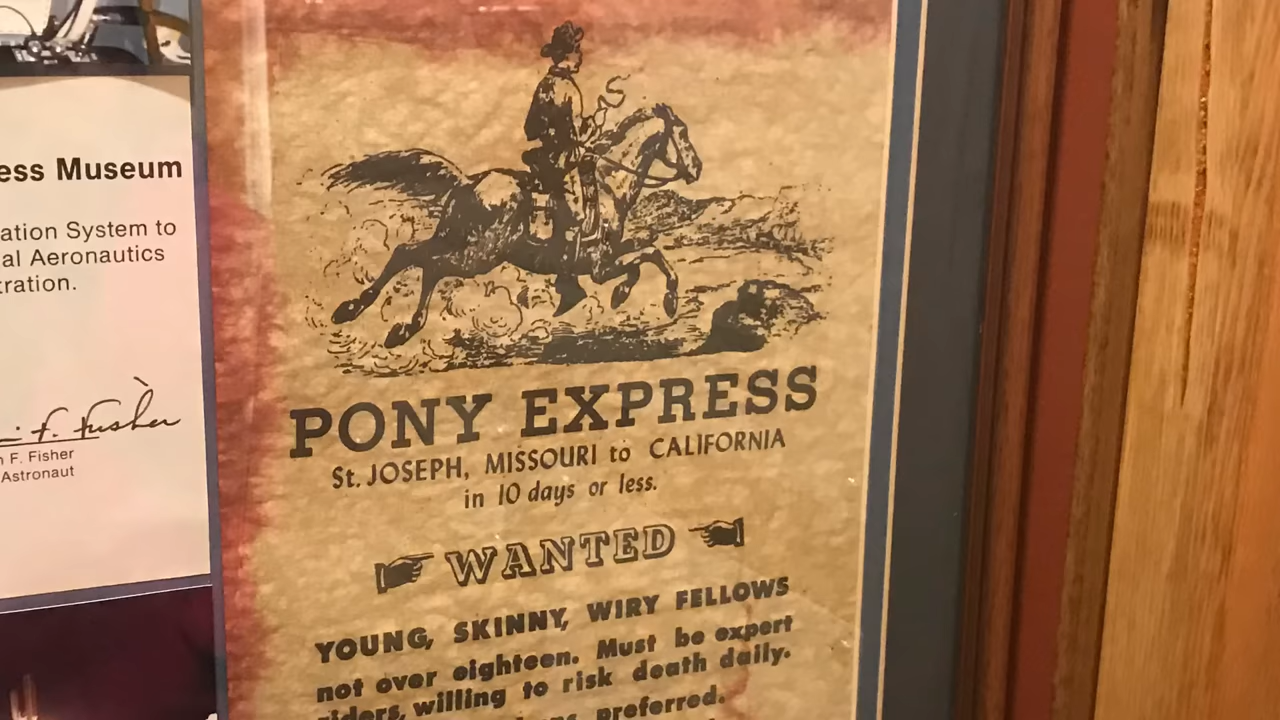 ess Museum
ation System to
al Aeronautics
tration.
F. Fisher
Astronaut
PONY EXPRESS
St. JOSEPH, MISSOURI to CALIFORNIA
in 10 days or less.
WANTED
YOUNG, SKINNY, WIRY FELLOWS
not over eighteen. Must be expert
riders, willing to risk death daily.
preferred.